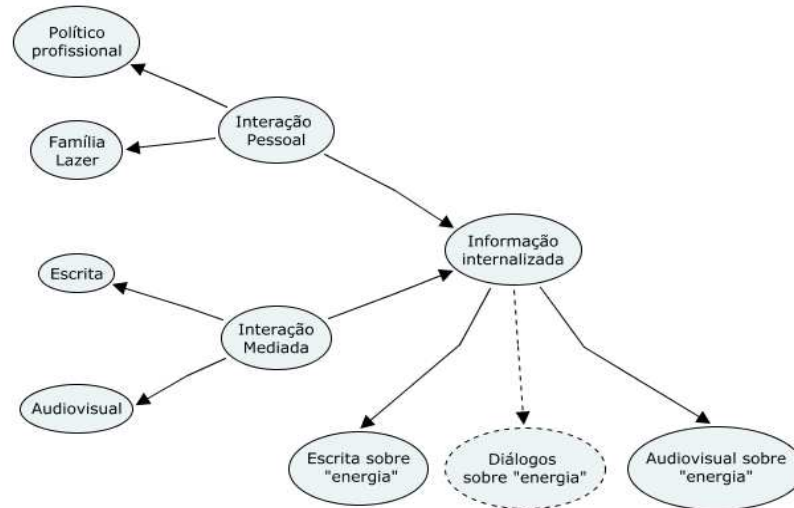 Político
profissional
Interação
Pessoal
Família
Lazer
Informação
internalizada
Escrita
Interação
Mediada
Audiovisual
Escrita sobre
"energia"
Diálogos
sobre "energia"
Audiovisual sobre
"energia"